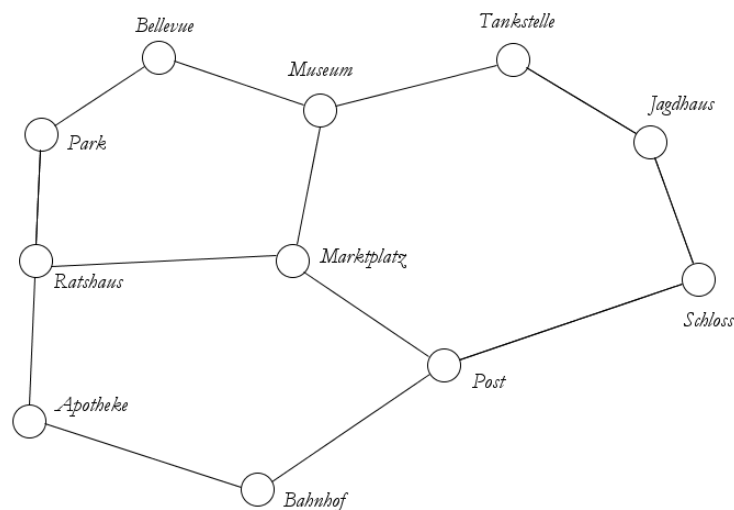 Bellevue
Tankstelle
Museum
Jagdhaus
Park
Marktplatz
Ratshaus
Schloss
Post
Apotheke
Bahnhof